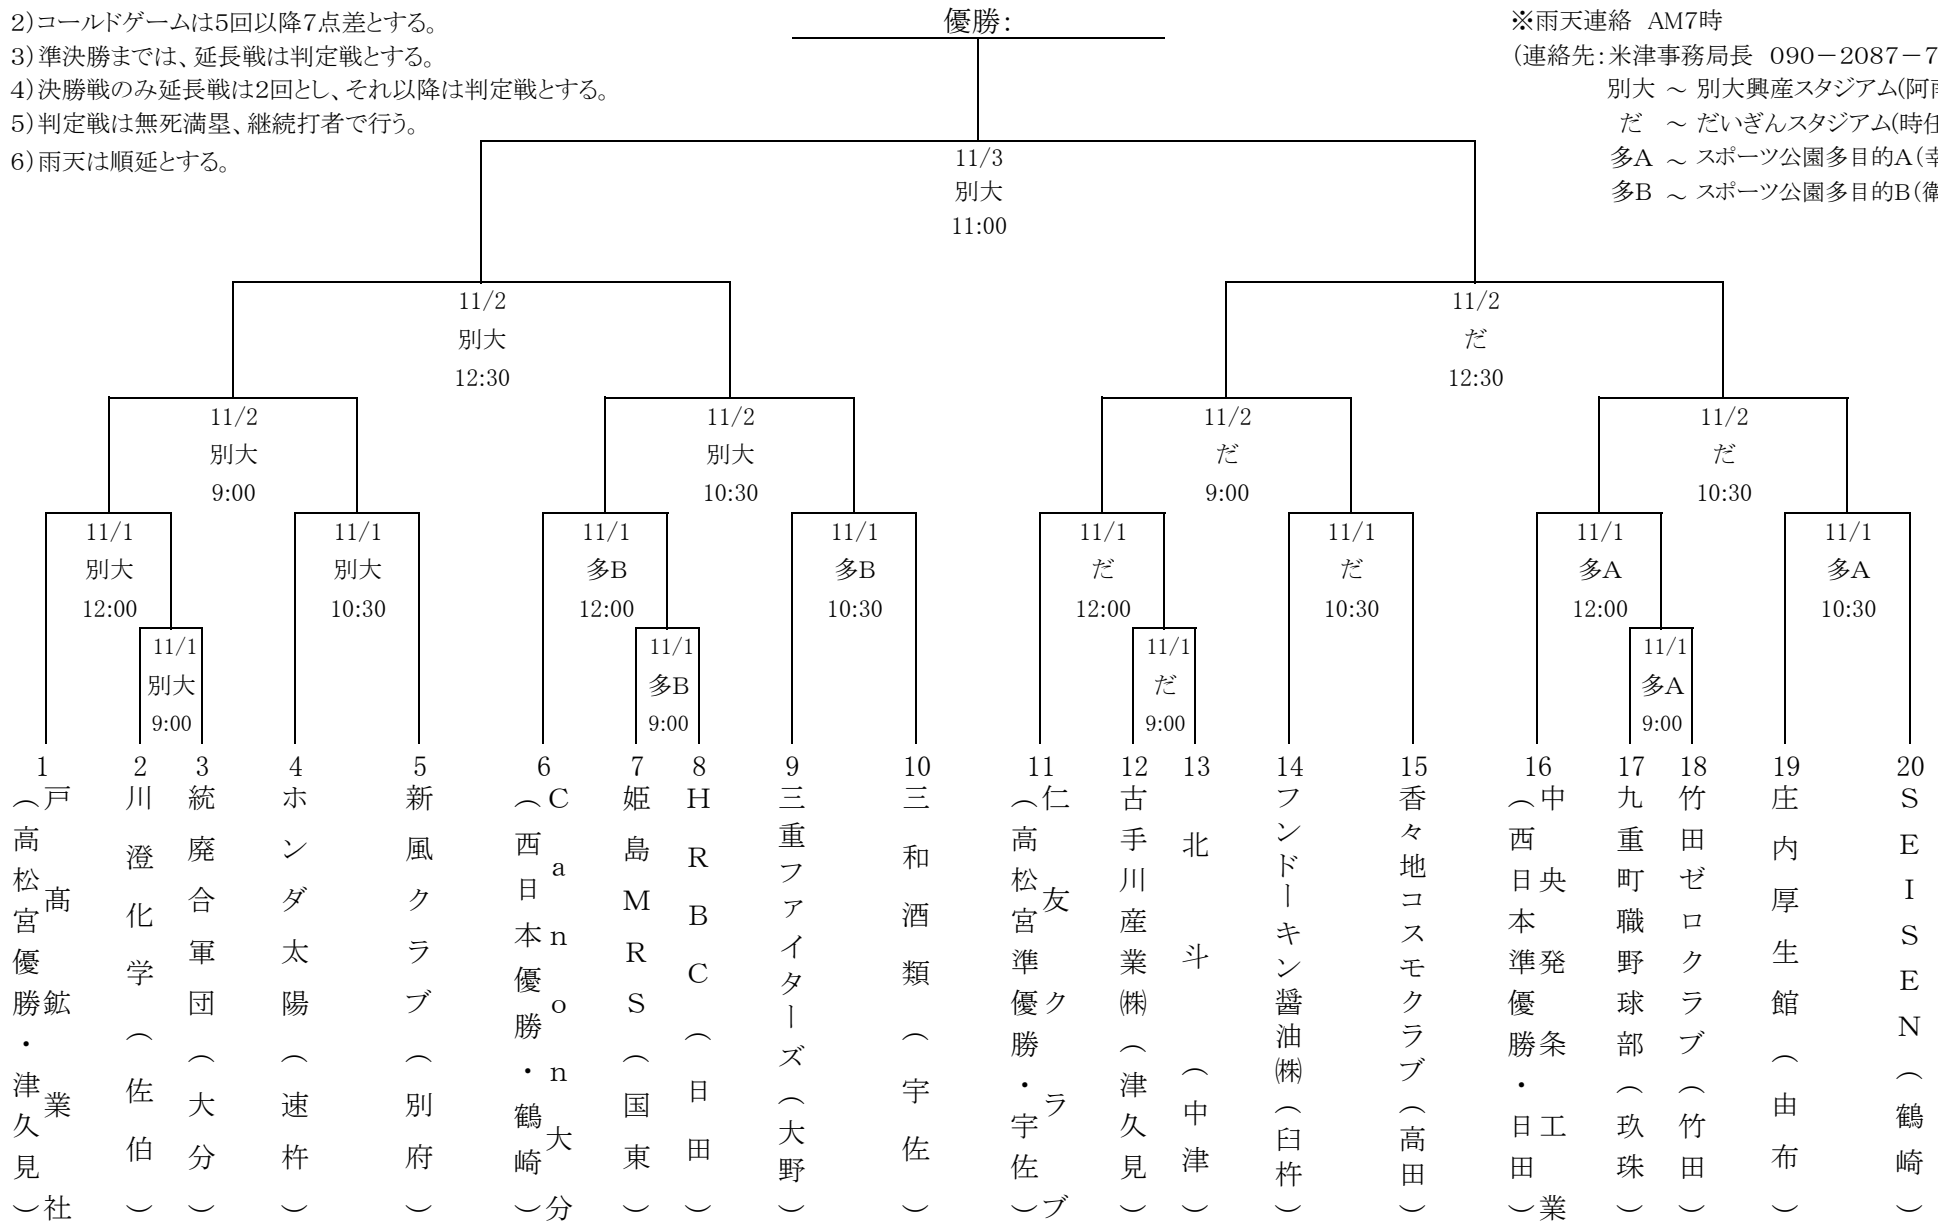 2)コールドゲームは5回以降7点差とする。
3)準決勝までは、延長戦は判定戦とする。
4)決勝戦のみ延長戦は2回とし、それ以降は判定戦とする。
5)判定戦は無死満塁、継続打者で行う。
6)雨天は順延とする。
優勝:
※雨天連絡 AM7時
(連絡先:米津事務局長 090-2087-7
別大 ~ 別大興産スタジアム(阿南
だ ~ だいぎんスタジアム(時任
多A ~ スポーツ公園多目的A(幸
多B ~ スポーツ公園多目的B(衛
11/3
別大
11:00
11/2
別大
12:30
11/2
だ
12:30
11/2
別大
9:00
11/2
別大
10:30
11/2
だ
9:00
11/2
だ
10:30
11/1
別大
12:00
11/1
別大
10:30
11/1
多B
12:00
11/1
多B
10:30
11/1
だ
12:00
11/1
だ
10:30
11/1
多A
12:00
11/1
多A
10:30
11/1
別大
9:00
11/1
多B
9:00
11/1
だ
9:00
11/1
多A
9:00
1
戸髙鉱業社
(高松宮優勝・津久見)
2
川澄化学(佐伯)
3
統廃合軍団(大分)
4
ホンダ太陽(速杵)
5
新風クラブ(別府)
6
Canon大分
(西日本優勝・鶴崎)
7
姫島MRS(国東)
8
HRBC(日田)
9
三重ファイターズ(大野)
10
三和酒類(宇佐)
11
仁友クラブ
(高松宮準優勝・宇佐)
12
古手川産業㈱(津久見)
13
北斗(中津)
14
フンドーキン醤油㈱(臼杵)
15
香々地コスモクラブ(高田)
16
中央発条工業
(西日本準優勝・日田)
17
九重町職野球部(玖珠)
18
竹田ゼロクラブ(竹田)
19
庄内厚生館(由布)
20
SEISEN(鶴崎)